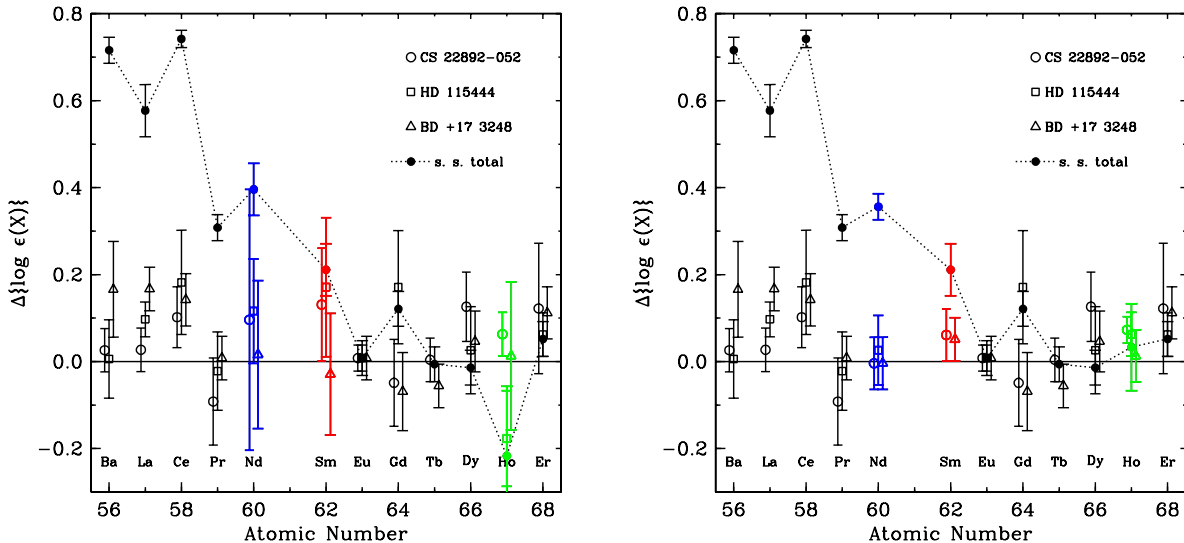 0.8
0.6
0.4
0.2
0.0
−0.2
Δ{log ε(X)}
CS 22892−052
HD 115444
BD +17 3248
s. s. total
Ba La Ce Pr Nd Sm Eu Gd Tb Dy Ho Er
56 58 60 62 64 66 68
Atomic Number
0.8
0.6
0.4
0.2
0.0
−0.2
Δ{log ε(X)}
CS 22892−052
HD 115444
BD +17 3248
s. s. total
Ba La Ce Pr Nd Sm Eu Gd Tb Dy Ho Er
56 58 60 62 64 66 68
Atomic Number